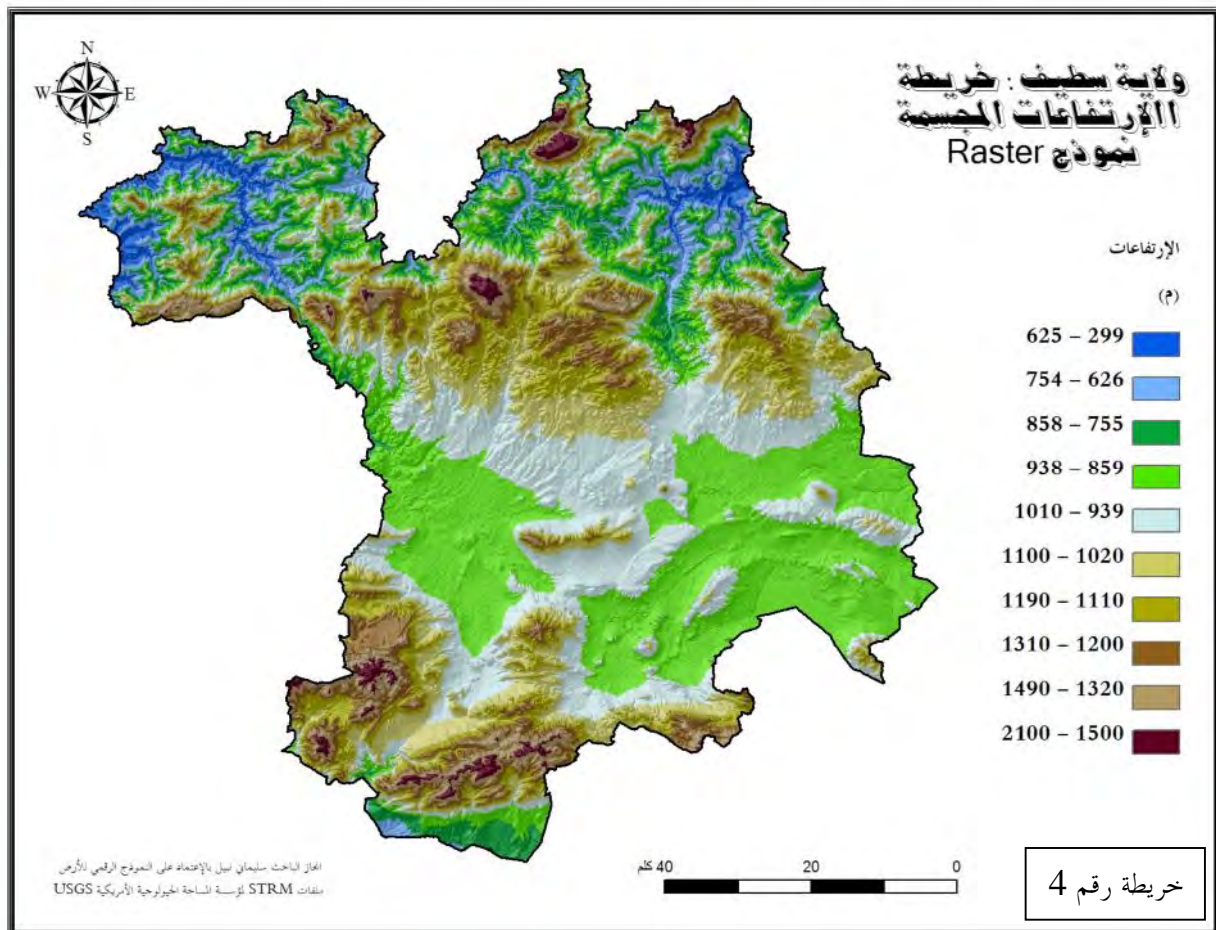 N
W E
S
ولاية سطيف : خريطة
االإرتفاعات المجسمة
نموذج Raster
الإرتفاعات
(م)
625 – 299
754 – 626
858 – 755
938 – 859
1010 – 939
1100 – 1020
1190 – 1110
1310 – 1200
1490 – 1320
2100 – 1500
انجاز الباحث سليماني نبيل بالإعتماد على النموذج الرقمي للأرض
ملفات STRM لمؤسسة المساحة الجيولوجية الأمريكية USGS
40 كلم 20 0
خريطة رقم 4